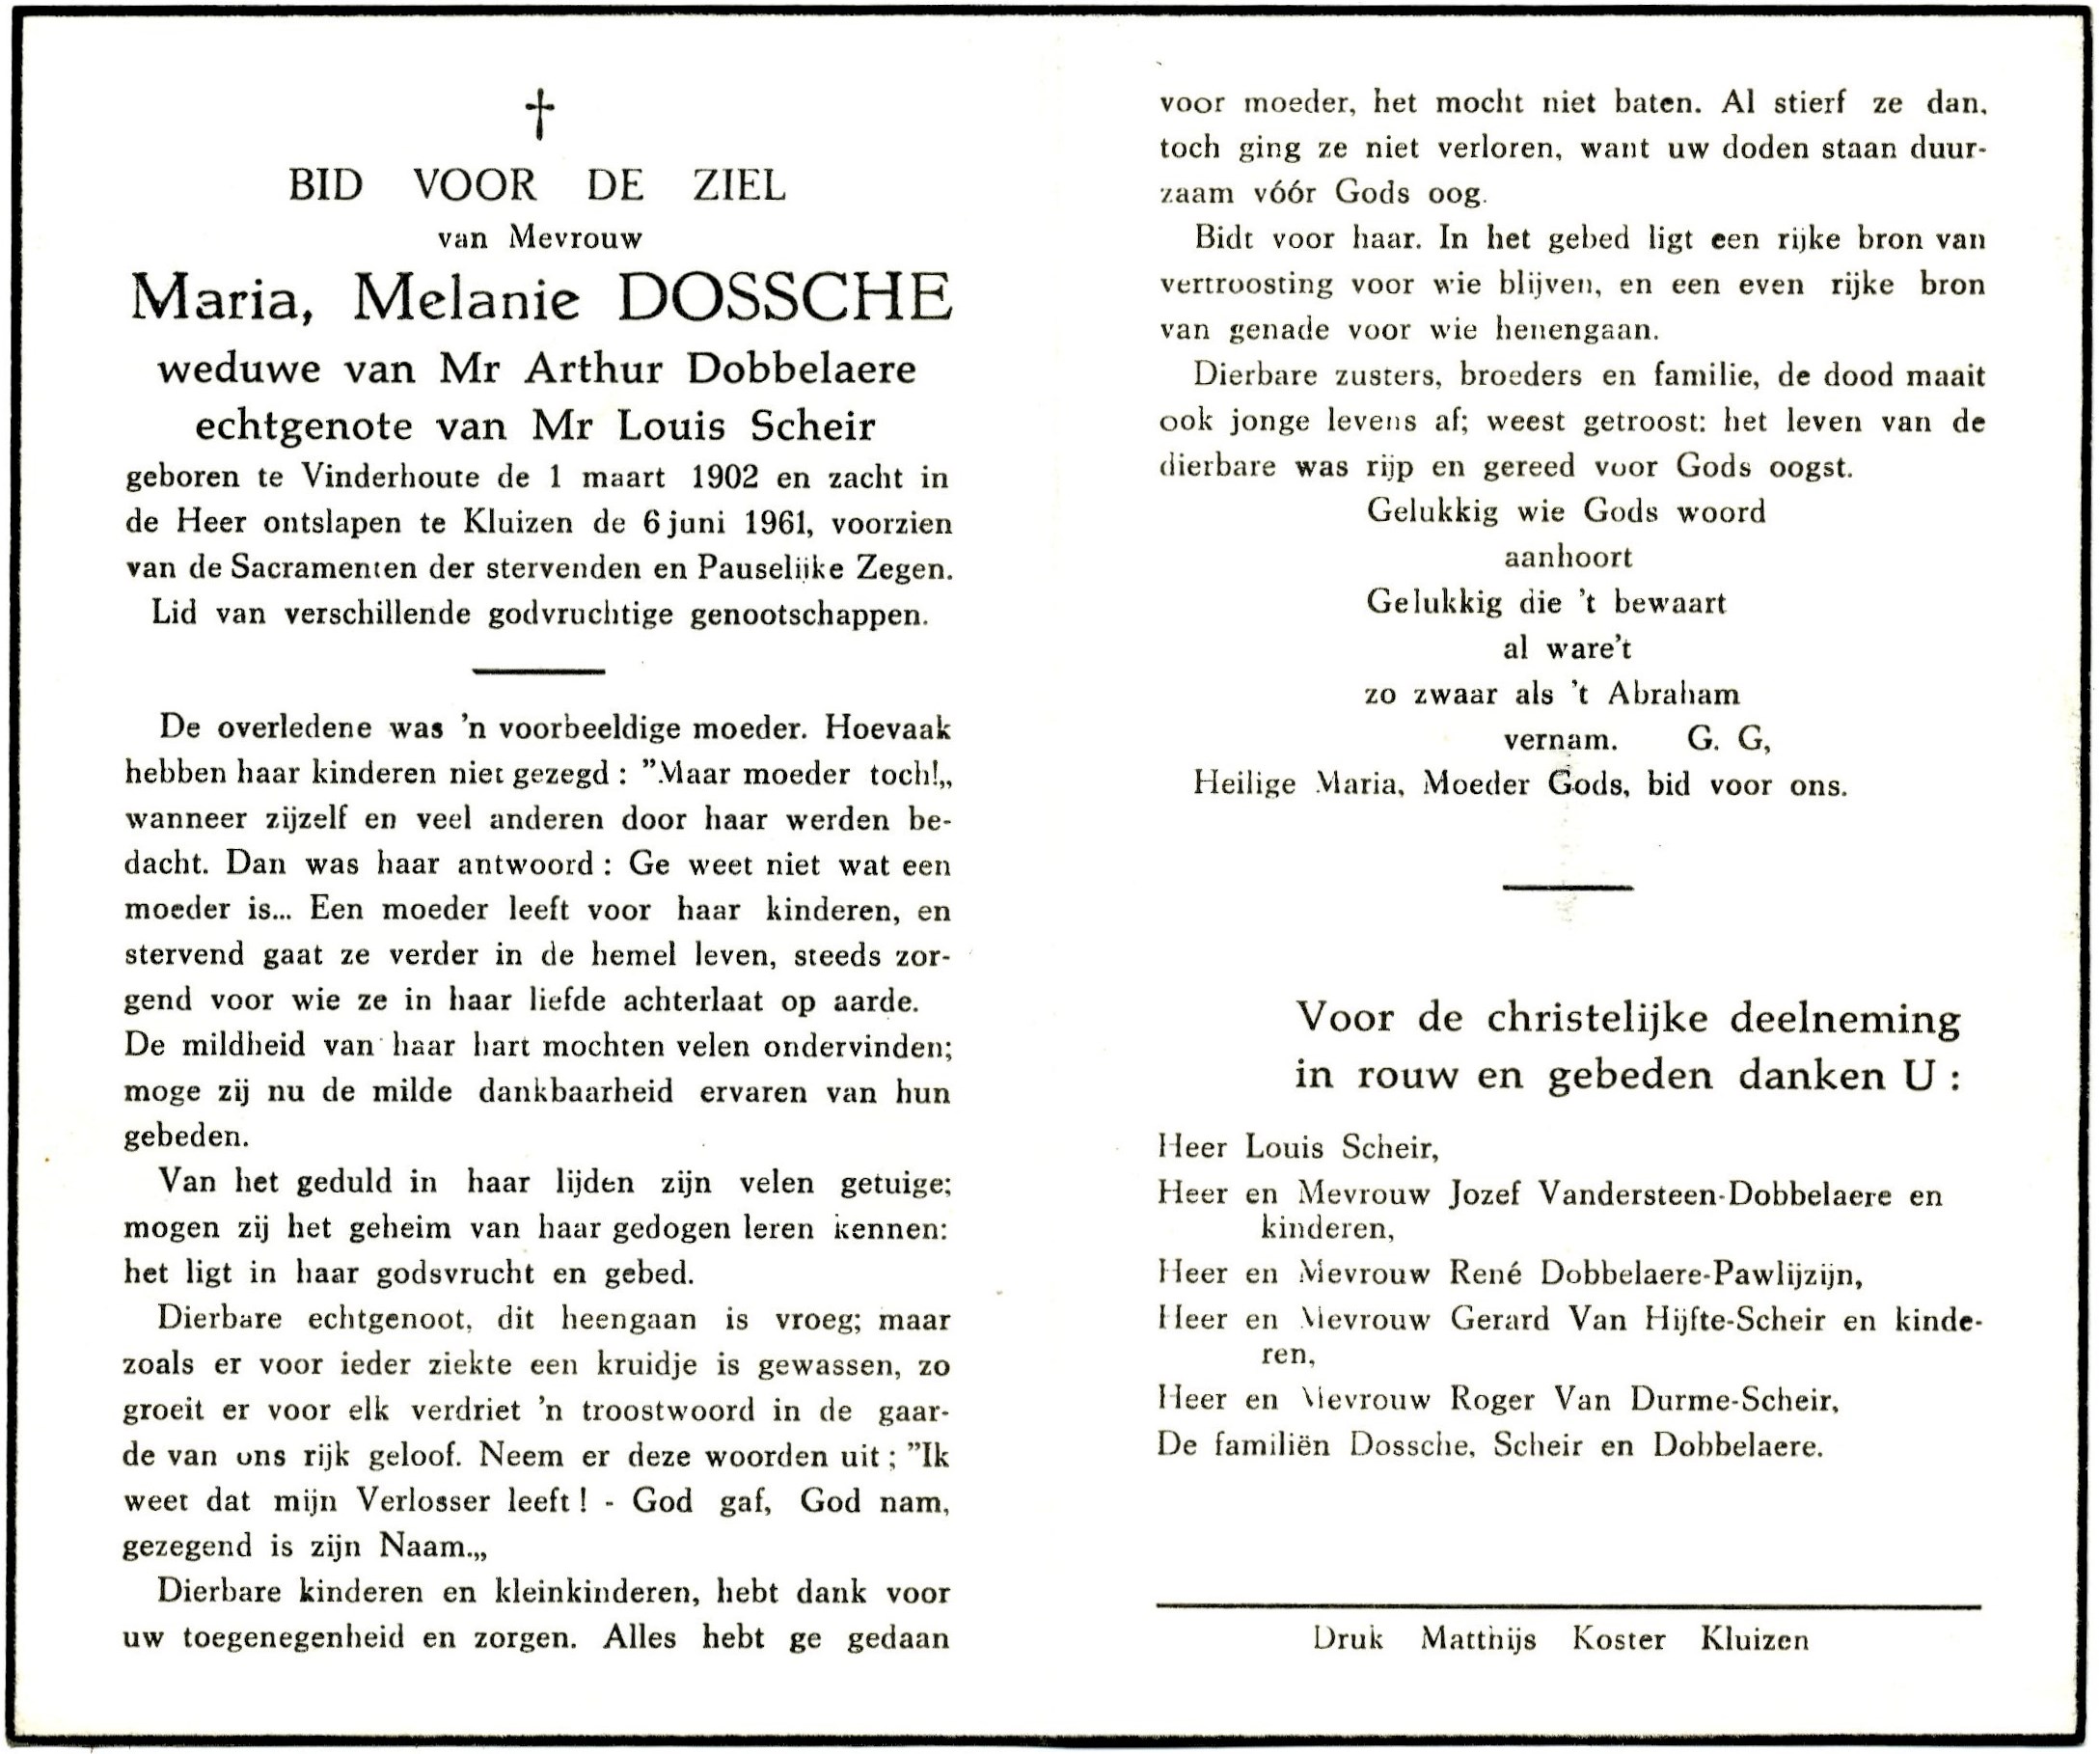 BID VOOR DE ZIEL
van Mevrouw
Maria, Melanie DOSSCHE
weduwe van Mr Arthur Dobbelaere
echtgenote van Mr Louis Scheir
geboren te Vinderhoute de 1 maart 1902 en zacht in
de Heer ontslapen te Kluizen de 6 juni 1961, voorzien
van de Sacramenten der stervenden en Pauselijke Zegen.
Lid van verschillende godvruchtige genootschappen.
De overledene was 'n voorbeeldige moeder. Hoevaak
hebben haar kinderen niet gezegd : "Maar moeder toch!„
wanneer zijzelf en veel anderen door haar werden be-
dacht. Dan was haar antwoord : Ge weet niet wat een
moeder is... Een moeder leeft voor haar kinderen, en
stervend gaat ze verder in de hemel leven, steeds zor-
gend voor wie ze in haar liefde achterlaat op aarde.
De mildheid van haar hart mochten velen ondervinden;
moge zij nu de milde dankbaarheid ervaren van hun
gebeden.
Van het geduld in haar lijden zijn velen getuige;
mogen zij het geheim van haar gedogen leren kennen:
het ligt in haar godsvrucht en gebed.
Dierbare echtgenoot, dit heengaan is vroeg; maar
zoals er voor ieder ziekte een kruidje is gewassen, zo
groeit er voor elk verdriet 'n troostwoord in de gaar-
de van ons rijk geloof. Neem er deze woorden uit ; "Ik
weet dat mijn Verlosser leeft ! - God gaf, God nam,
gezegend is zijn Naam.„
Dierbare kinderen en kleinkinderen, hebt dank voor
uw toegenegenheid en zorgen. Alles hebt ge gedaan
voor moeder, het mocht niet baten. Al stierf ze dan,
toch ging ze niet verloren, want uw doden staan duur-
zaam vóór Gods oog.
Bidt voor haar. In het gebed ligt een rijke bron van
vertroosting voor wie blijven, en een even rijke bron
van genade voor wie henengaan.
Dierbare zusters, broeders en familie, de dood maait
ook jonge levens af; weest getroost: het leven van de
dierbare was rijp en gereed voor Gods oogst.
Gelukkig wie Gods woord
aanhoort
Gelukkig die 't bewaart
al ware't
zo zwaar als 't Abraham
vernam. G. G,
Heilige Maria, Moeder Gods, bid voor ons.
Voor de christelijke deelneming
in rouw en gebeden danken U :
Heer Louis Scheir,
Heer en Mevrouw Jozef Vandersteen-Dobbelaere en
kinderen,
Heer en Mevrouw René Dobbelaere-Pawlijzijn,
Heer en Mevrouw Gerard Van Hijfte-Scheir en kinde-
ren,
Heer en Mevrouw Roger Van Durme-Scheir,
De familiën Dossche, Scheir en Dobbelaere.
Druk Matthijs Koster Kluizen